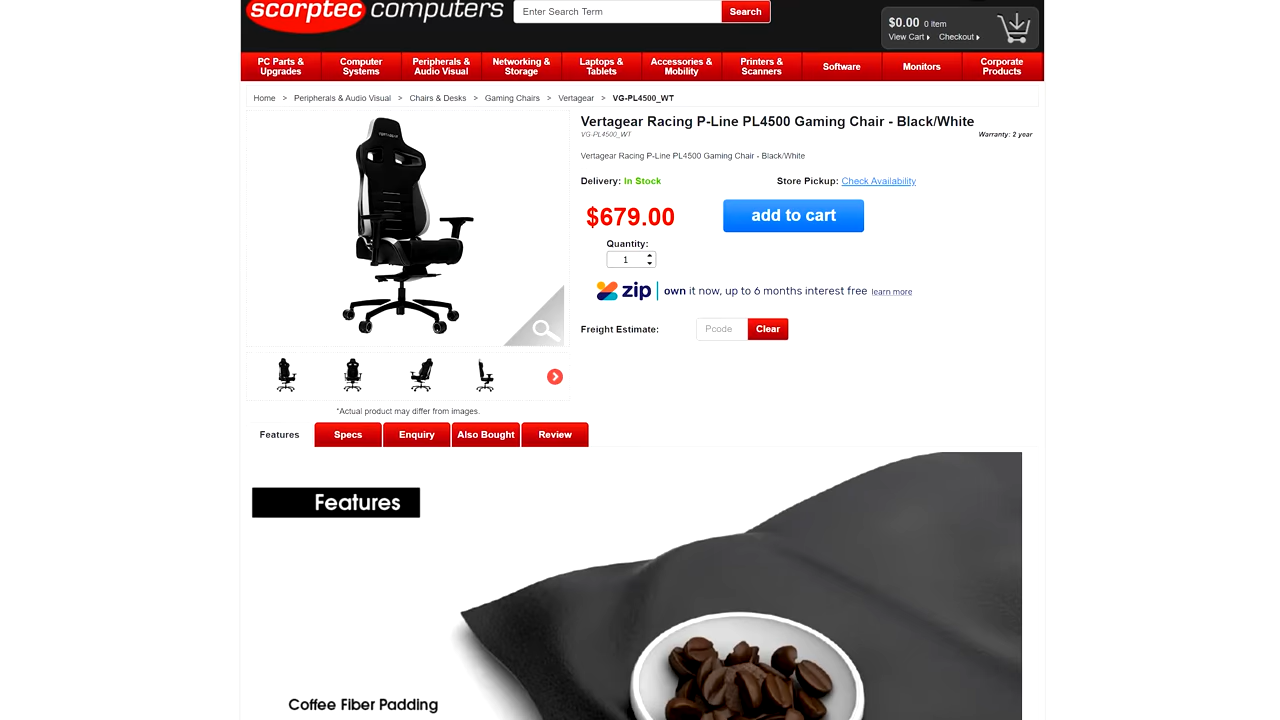 scorptec computers
Enter Search Term
Search
$0.00 0 item
View Cart
Checkout
PC Parts & Upgrades
Computer Systems
Peripherals & Audio Visual
Networking & Storage
Laptops & Tablets
Accessories & Mobility
Printers & Scanners
Software
Monitors
Corporate Products
Home > Peripherals & Audio Visual > Chairs & Desks > Gaming Chairs > Vertagear > VG-PL4500_WT
Vertagear Racing P-Line PL4500 Gaming Chair - Black/White
VG-PL4500_WT
Warranty: 2 year
Vertagear Racing P-Line PL4500 Gaming Chair - Black/White
Delivery: In Stock
Store Pickup: Check Availability
$679.00
add to cart
Quantity:
1
zip own it now, up to 6 months interest free learn more
Freight Estimate:
Pcode
Clear
*Actual product may differ from images.
Features
Specs
Enquiry
Also Bought
Review
Features
Coffee Fiber Padding